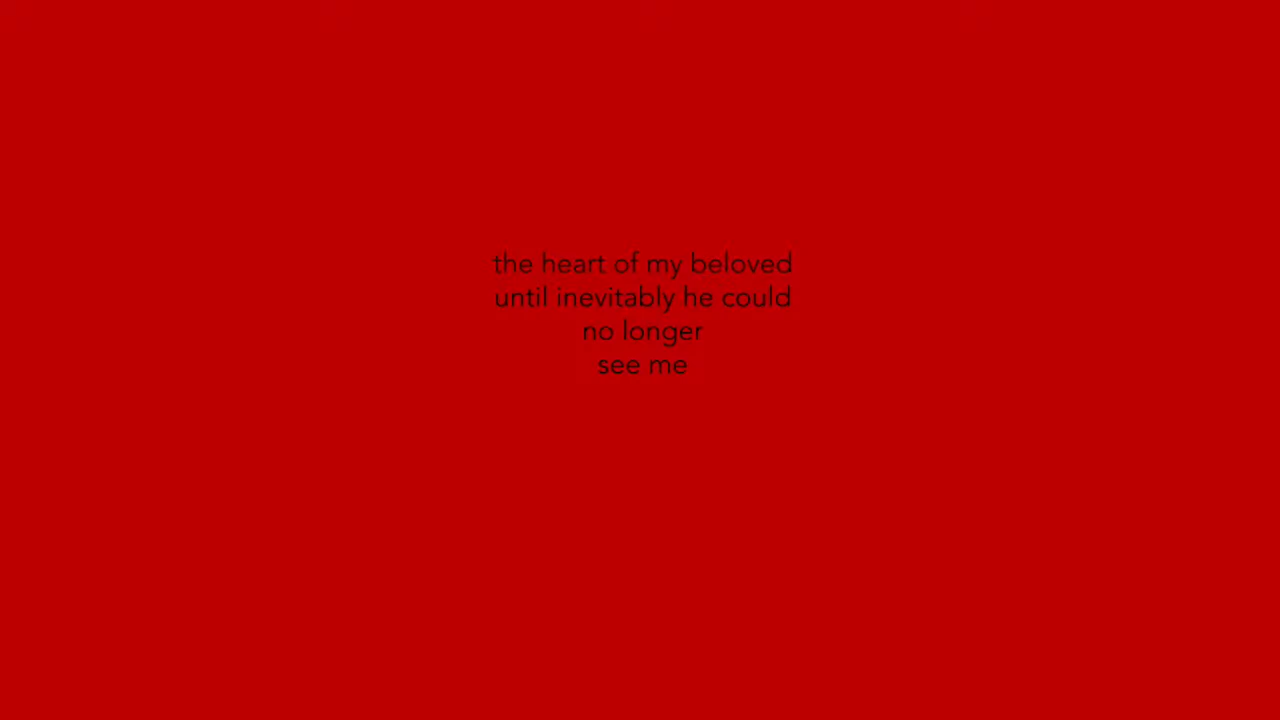 the heart of my beloved
until inevitably he could
no longer
see me